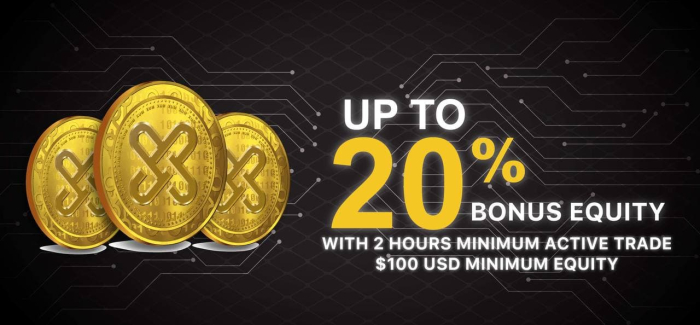 UP TO
20%
BONUS EQUITY
WITH 2 HOURS MINIMUM ACTIVE TRADE
$100 USD MINIMUM EQUITY